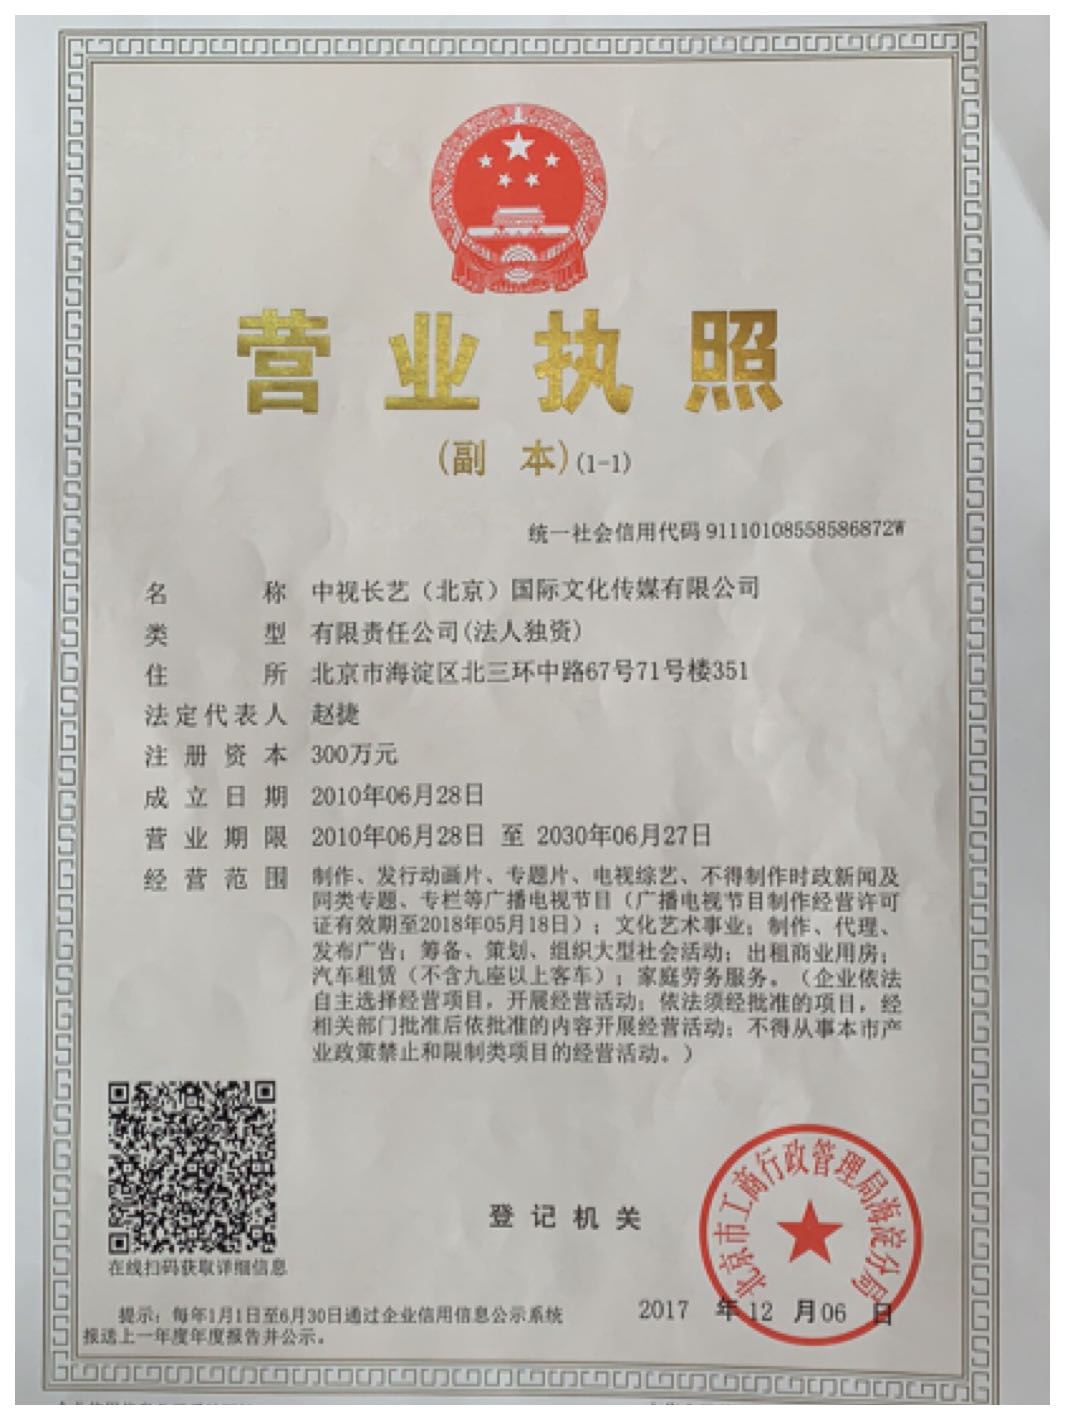 营业执照
(副 本)(1-1)
统一社会信用代码 91110108558586872W
名 称 中视长艺（北京）国际文化传媒有限公司
类 型 有限责任公司(法人独资)
住 所 北京市海淀区北三环中路67号71号楼351
法定代表人 赵捷
注册资本 300万元
成立日期 2010年06月28日
营业期限 2010年06月28日 至 2030年06月27日
经营范围 制作、发行动画片、专题片、电视综艺、不得制作时政新闻及
同类专题、专栏等广播电视节目（广播电视节目制作经营许可
证有效期至2018年05月18日）；文化艺术事业；制作、代理、
发布广告；筹备、策划、组织大型社会活动；出租商业用房；
汽车租赁（不含九座以上客车）；家庭劳务服务。（企业依法
自主选择经营项目，开展经营活动；依法须经批准的项目，经
相关部门批准后依批准的内容开展经营活动；不得从事本市产
业政策禁止和限制类项目的经营活动。）
在线扫码获取详细信息
登记机关
北京市工商行政管理局海淀分局
2017 年 12 月 06 日
提示：每年1月1日至6月30日通过企业信用信息公示系统
报送上一年度年度报告并公示。